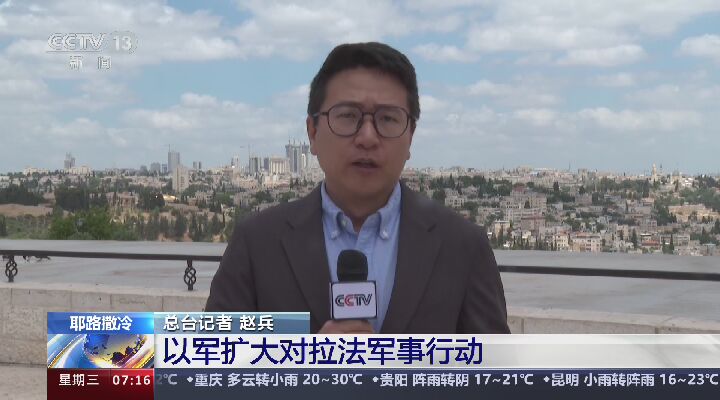 CCTV 13
新闻
CCTV
耶路撒冷
总台记者 赵兵
以军扩大对拉法军事行动
星期三 07:16
2℃ 重庆 多云转小雨 20~30℃ 贵阳 阵雨转阴 17~21℃ 昆明 小雨转阵雨 16~23℃